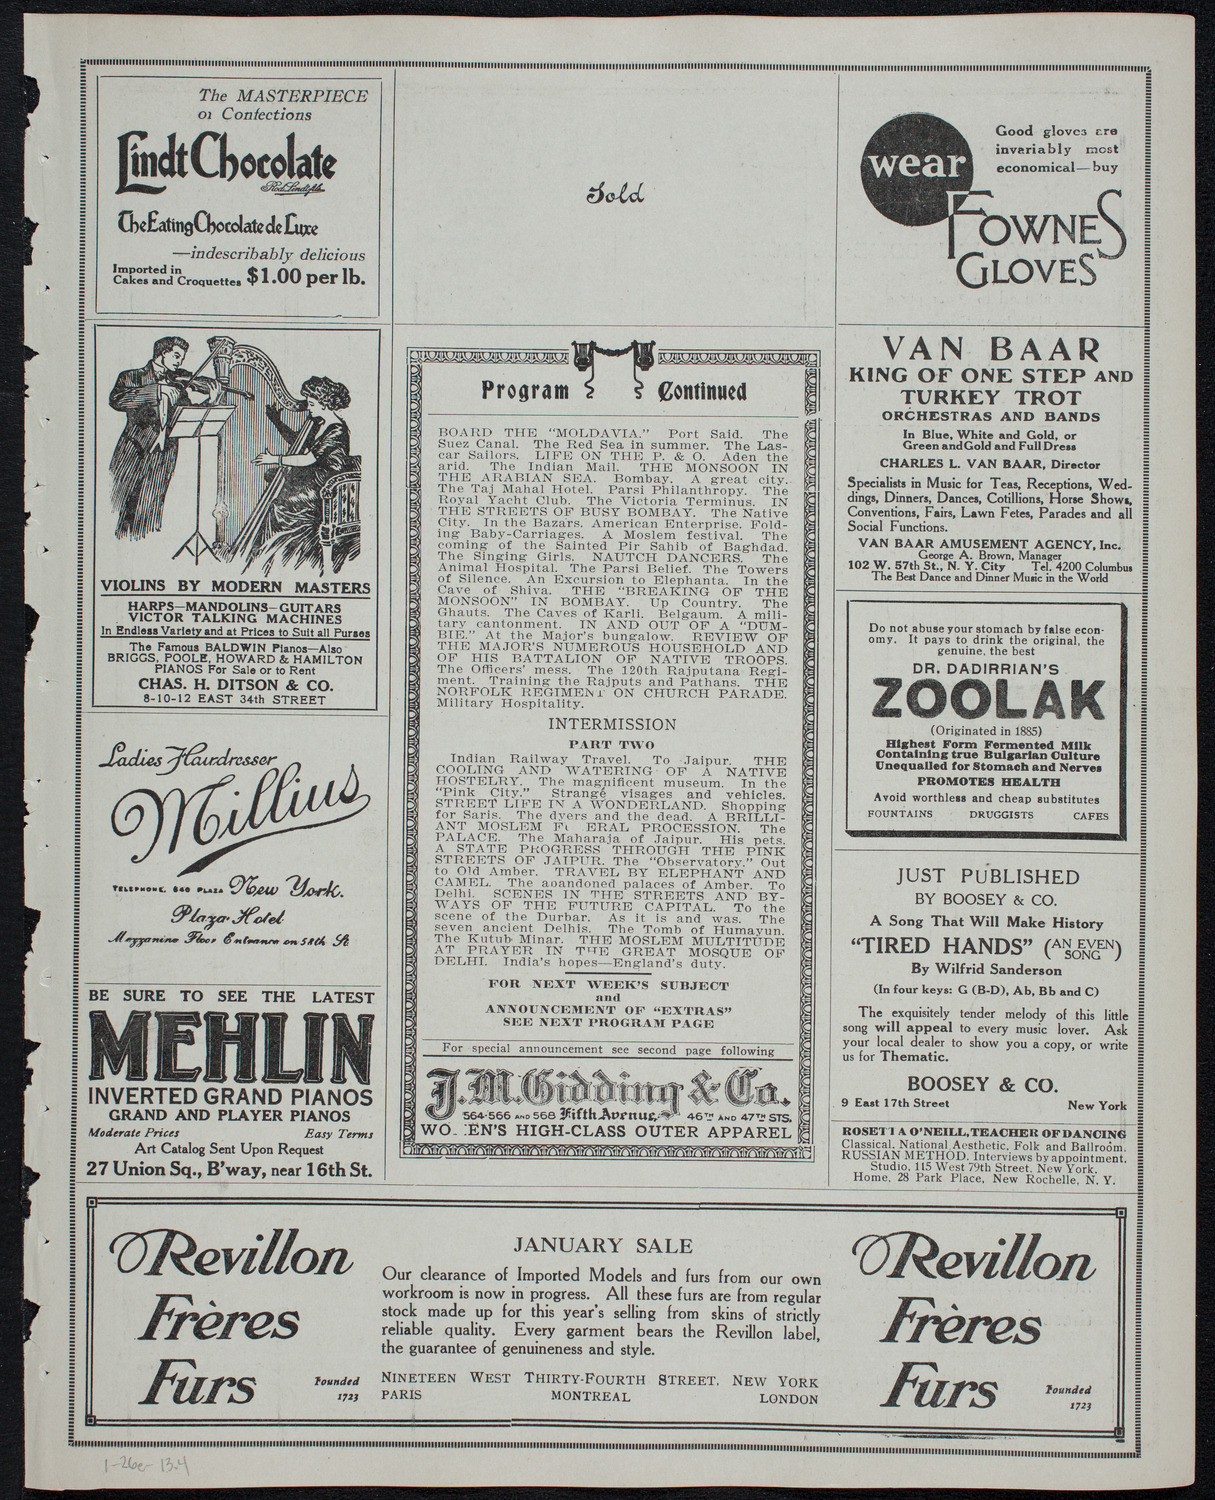 The MASTERPIECE
of Confections
Lindt Chocolate
Rod. Lindt fils
The Eating Chocolate de Luxe
—indescribably delicious
Imported in
Cakes and Croquettes $1.00 per lb.
VIOLINS BY MODERN MASTERS
HARPS—MANDOLINS—GUITARS
VICTOR TALKING MACHINES
In Endless Variety and at Prices to Suit all Purses
The Famous BALDWIN Pianos—Also
BRIGGS, POOLE, HOWARD & HAMILTON
PIANOS For Sale or to Rent
CHAS. H. DITSON & CO.
8-10-12 EAST 34th STREET
Ladies Hairdresser
Millius
TELEPHONE, 640 PLAZA New York.
Plaza Hotel
Mezzanine Floor Entrance on 58th St
BE SURE TO SEE THE LATEST
MEHLIN
INVERTED GRAND PIANOS
GRAND AND PLAYER PIANOS
Moderate Prices Easy Terms
Art Catalog Sent Upon Request
27 Union Sq., B'way, near 16th St.
Sold
Program Continued
BOARD THE "MOLDAVIA." Port Said. The
Suez Canal. The Red Sea in summer. The Las-
car Sailors. LIFE ON THE P. & O. Aden the
arid. The Indian Mail. THE MONSOON IN
THE ARABIAN SEA. Bombay. A great city.
The Taj Mahal Hotel. Parsi Philanthropy. The
Royal Yacht Club. The Victoria Terminus. IN
THE STREETS OF BUSY BOMBAY. The Native
City. In the Bazars. American Enterprise. Fold-
ing Baby-Carriages. A Moslem festival. The
coming of the Sainted Pir Sahib of Baghdad.
The Singing Girls. NAUTCH DANCERS. The
Animal Hospital. The Parsi Belief. The Towers
of Silence. An Excursion to Elephanta. In the
Cave of Shiva. THE "BREAKING OF THE
MONSOON" IN BOMBAY. Up Country. The
Ghauts. The Caves of Karli. Belgaum. A mili-
tary cantonment. IN AND OUT OF A "DUM-
BIE." At the Major's bungalow. REVIEW OF
THE MAJOR'S NUMEROUS HOUSEHOLD AND
OF HIS BATTALION OF NATIVE TROOPS.
The Officers' mess. The 120th Rajputana Regi-
ment. Training the Rajputs and Pathans. THE
NORFOLK REGIMENT ON CHURCH PARADE.
Military Hospitality.
INTERMISSION
PART TWO
Indian Railway Travel. To Jaipur. THE
COOLING AND WATERING OF A NATIVE
HOSTELRY. The magnificent museum. In the
"Pink City." Strange visages and vehicles.
STREET LIFE IN A WONDERLAND. Shopping
for Saris. The dyers and the dead. A BRILLI-
ANT MOSLEM FU ERAL PROCESSION. The
PALACE. The Maharaja of Jaipur. His pets.
A STATE PROGRESS THROUGH THE PINK
STREETS OF JAIPUR. The "Observatory." Out
to Old Amber. TRAVEL BY ELEPHANT AND
CAMEL. The abandoned palaces of Amber. To
Delhi. SCENES IN THE STREETS AND BY-
WAYS OF THE FUTURE CAPITAL. To the
scene of the Durbar. As it is and was. The
seven ancient Delhis. The Tomb of Humayun.
The Kutub Minar. THE MOSLEM MULTITUDE
AT PRAYER IN THE GREAT MOSQUE OF
DELHI. India's hopes—England's duty.
FOR NEXT WEEK'S SUBJECT
and
ANNOUNCEMENT OF "EXTRAS"
SEE NEXT PROGRAM PAGE
For special announcement see second page following
J. M. Gidding & Co.
564-566 AND 568 Fifth Avenue, 46TH AND 47TH STS.
WO EN'S HIGH-CLASS OUTER APPAREL
wear
Good gloves are
invariably most
economical—buy
FOWNES
GLOVES
VAN BAAR
KING OF ONE STEP AND
TURKEY TROT
ORCHESTRAS AND BANDS
In Blue, White and Gold, or
Green and Gold and Full Dress
CHARLES L. VAN BAAR, Director
Specialists in Music for Teas, Receptions, Wed-
dings, Dinners, Dances, Cotillions, Horse Shows,
Conventions, Fairs, Lawn Fetes, Parades and all
Social Functions.
VAN BAAR AMUSEMENT AGENCY, Inc.
George A. Brown, Manager
102 W. 57th St., N. Y. City Tel. 4200 Columbus
The Best Dance and Dinner Music in the World
Do not abuse your stomach by false econ-
omy. It pays to drink the original, the
genuine, the best
DR. DADIRRIAN'S
ZOOLAK
(Originated in 1885)
Highest Form Fermented Milk
Containing true Bulgarian Culture
Unequalled for Stomach and Nerves
PROMOTES HEALTH
Avoid worthless and cheap substitutes
FOUNTAINS DRUGGISTS CAFES
JUST PUBLISHED
BY BOOSEY & CO.
A Song That Will Make History
"TIRED HANDS" (AN EVEN SONG)
By Wilfrid Sanderson
(In four keys: G (B-D), Ab, Bb and C)
The exquisitely tender melody of this little
song will appeal to every music lover. Ask
your local dealer to show you a copy, or write
us for Thematic.
BOOSEY & CO.
9 East 17th Street New York
ROSETTA O'NEILL, TEACHER OF DANCING
Classical, National, Aesthetic, Folk and Ballroom.
RUSSIAN METHOD. Interviews by appointment.
Studio, 115 West 79th Street, New York.
Home, 28 Park Place, New Rochelle, N. Y.
Revillon
Frères
Furs
Founded
1723
JANUARY SALE
Our clearance of Imported Models and furs from our own
workroom is now in progress. All these furs are from regular
stock made up for this year's selling from skins of strictly
reliable quality. Every garment bears the Revillon label,
the guarantee of genuineness and style.
NINETEEN WEST THIRTY-FOURTH STREET, NEW YORK
PARIS MONTREAL LONDON
Revillon
Frères
Furs
Founded
1723
1-26e-13.4